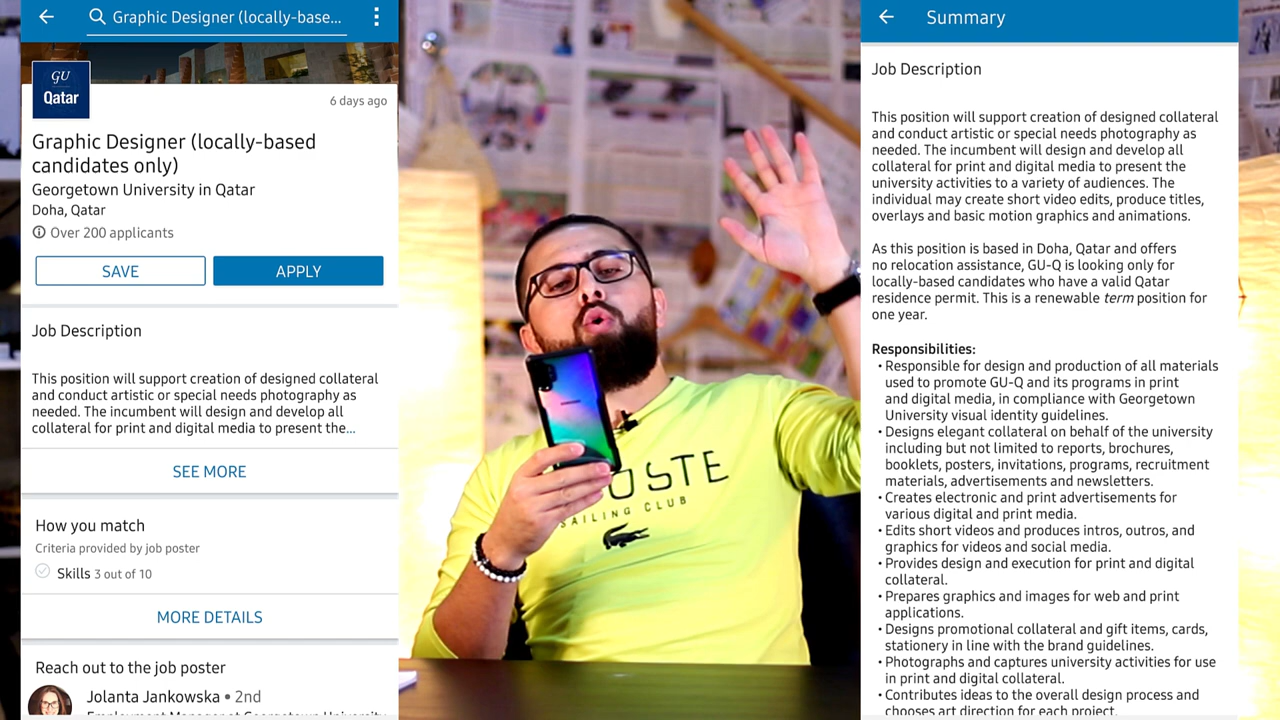 Graphic Designer (locally-base...
GU
Qatar
6 days ago
Graphic Designer (locally-based
candidates only)
Georgetown University in Qatar
Doha, Qatar
Over 200 applicants
SAVE
APPLY
Job Description
This position will support creation of designed collateral
and conduct artistic or special needs photography as
needed. The incumbent will design and develop all
collateral for print and digital media to present the...
SEE MORE
How you match
Criteria provided by job poster
Skills 3 out of 10
MORE DETAILS
Reach out to the job poster
Jolanta Jankowska • 2nd
Employment Manager at Georgetown University
SAMSUNG
OSTE
SAILING CLUB
Summary
Job Description
This position will support creation of designed collateral
and conduct artistic or special needs photography as
needed. The incumbent will design and develop all
collateral for print and digital media to present the
university activities to a variety of audiences. The
individual may create short video edits, produce titles,
overlays and basic motion graphics and animations.
As this position is based in Doha, Qatar and offers
no relocation assistance, GU-Q is looking only for
locally-based candidates who have a valid Qatar
residence permit. This is a renewable term position for
one year.
Responsibilities:
• Responsible for design and production of all materials
used to promote GU-Q and its programs in print
and digital media, in compliance with Georgetown
University visual identity guidelines.
• Designs elegant collateral on behalf of the university
including but not limited to reports, brochures,
booklets, posters, invitations, programs, recruitment
materials, advertisements and newsletters.
• Creates electronic and print advertisements for
various digital and print media.
• Edits short videos and produces intros, outros, and
graphics for videos and social media.
• Provides design and execution for print and digital
collateral.
• Prepares graphics and images for web and print
applications.
• Designs promotional collateral and gift items, cards,
stationery in line with the brand guidelines.
• Photographs and captures university activities for use
in print and digital collateral.
• Contributes ideas to the overall design process and
chooses art direction for each project.